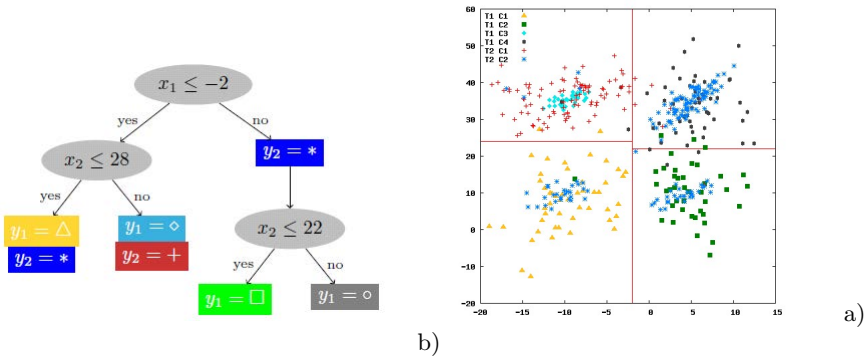 x₁ ≤ −2
yes
no
x₂ ≤ 28
y₂ = *
yes
no
x₂ ≤ 22
y₁ = △
y₂ = *
y₁ = ◇
y₂ = +
yes
no
y₁ = □
y₁ = ○
b)
T1 C1
T1 C2
T1 C3
T1 C4
T2 C1
T2 C2
60
50
40
30
20
10
0
-10
-20
-20 -15 -10 -5 0 5 10 15
a)